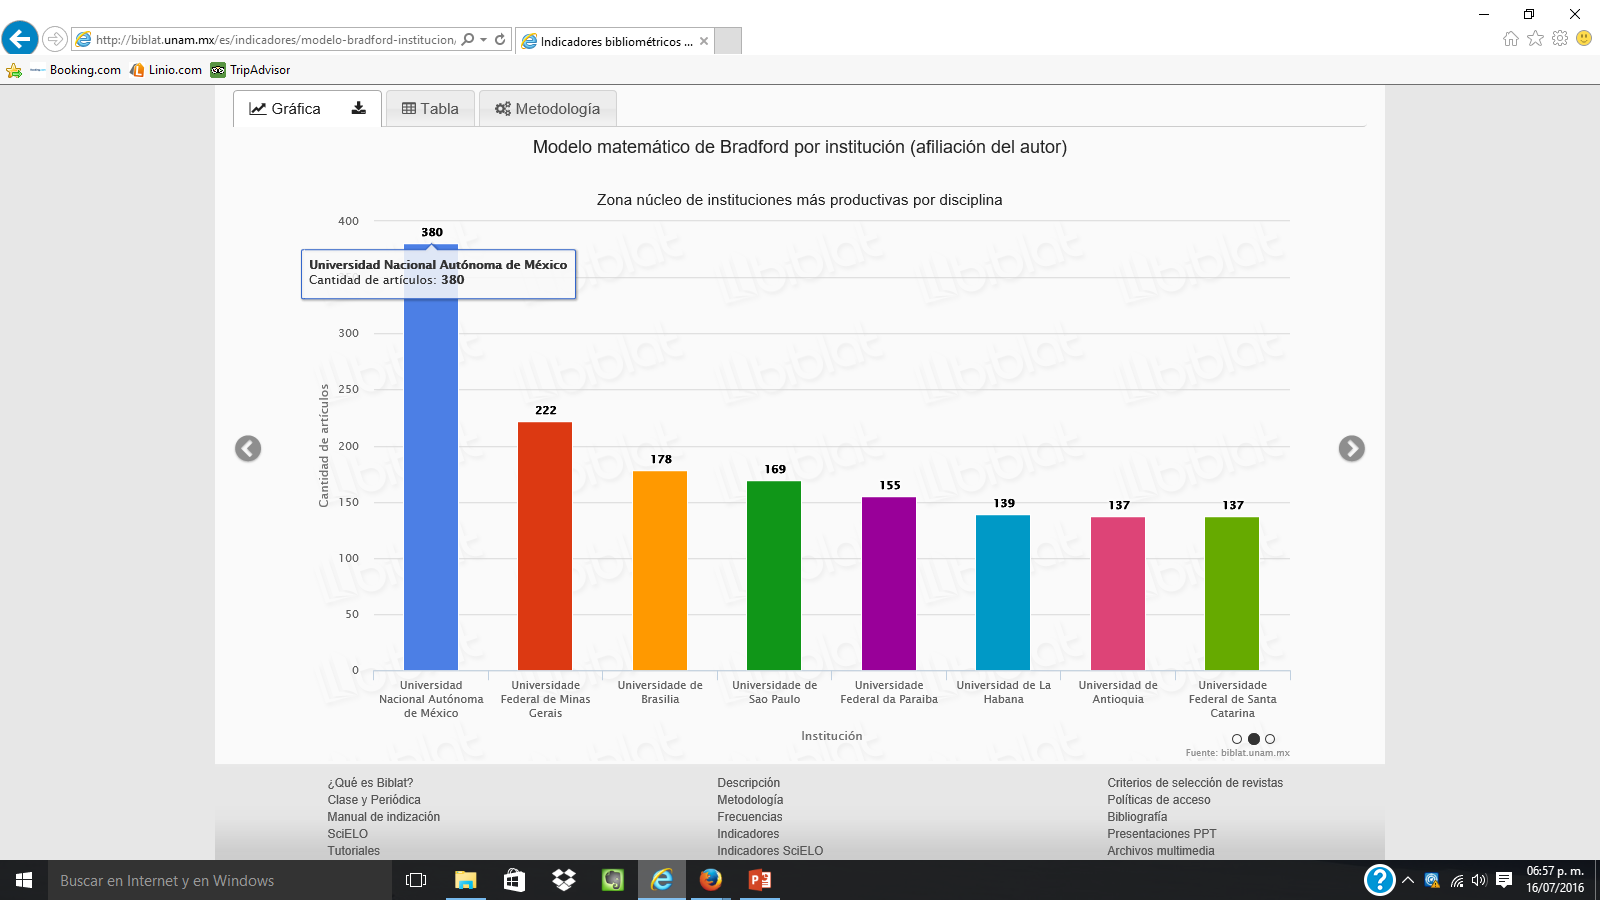 http://biblat.unam.mx/es/indicadores/modelo-bradford-institucion/
Indicadores bibliométricos ...
Booking.com
Linio.com
TripAdvisor
Gráfica
Tabla
Metodología
Modelo matemático de Bradford por institución (afiliación del autor)
Zona núcleo de instituciones más productivas por disciplina
400
380
Universidad Nacional Autónoma de México
Cantidad de artículos: 380
300
250
222
200
178
169
155
150
139
137
137
100
50
0
Cantidad de artículos
Universidad
Nacional Autónoma
de México
Universidade
Federal de Minas
Gerais
Universidade de
Brasilia
Universidade de
Sao Paulo
Universidade
Federal da Paraiba
Universidad de La
Habana
Universidad de
Antioquia
Universidade
Federal de Santa
Catarina
Institución
Fuente: biblat.unam.mx
biblat
¿Qué es Biblat?
Clase y Periódica
Manual de indización
SciELO
Tutoriales
Descripción
Metodología
Frecuencias
Indicadores
Indicadores SciELO
Criterios de selección de revistas
Políticas de acceso
Bibliografía
Presentaciones PPT
Archivos multimedia
Buscar en Internet y en Windows
06:57 p. m.
16/07/2016